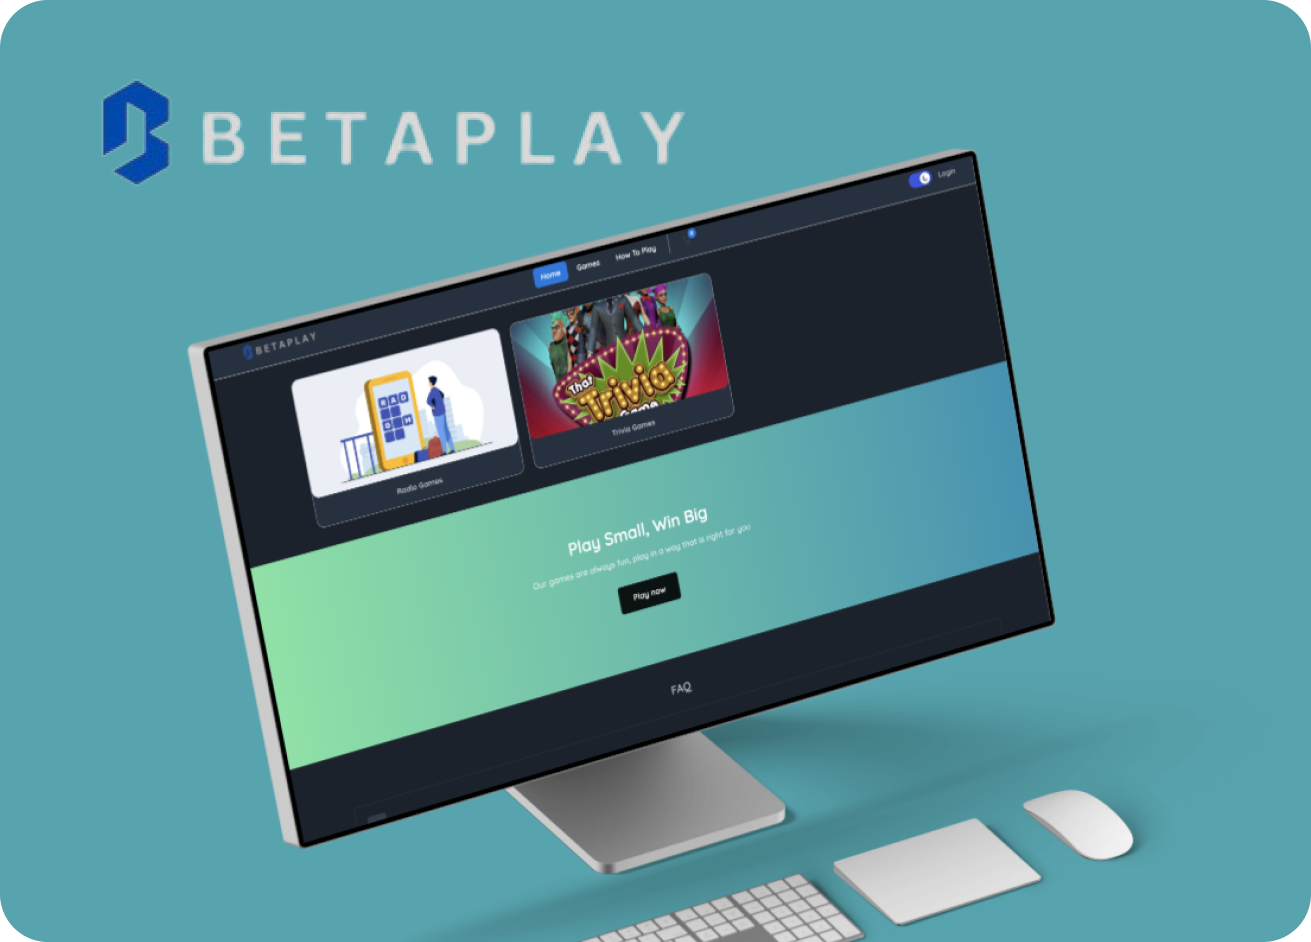 BETAPLAY
Login
Home Games How To Play
BETAPLAY
RAD
G H
That
Trivia
Game
Radio Games
Trivia Games
Play Small, Win Big
Our games are always fun, play in a way that is right for you
Play now
FAQ